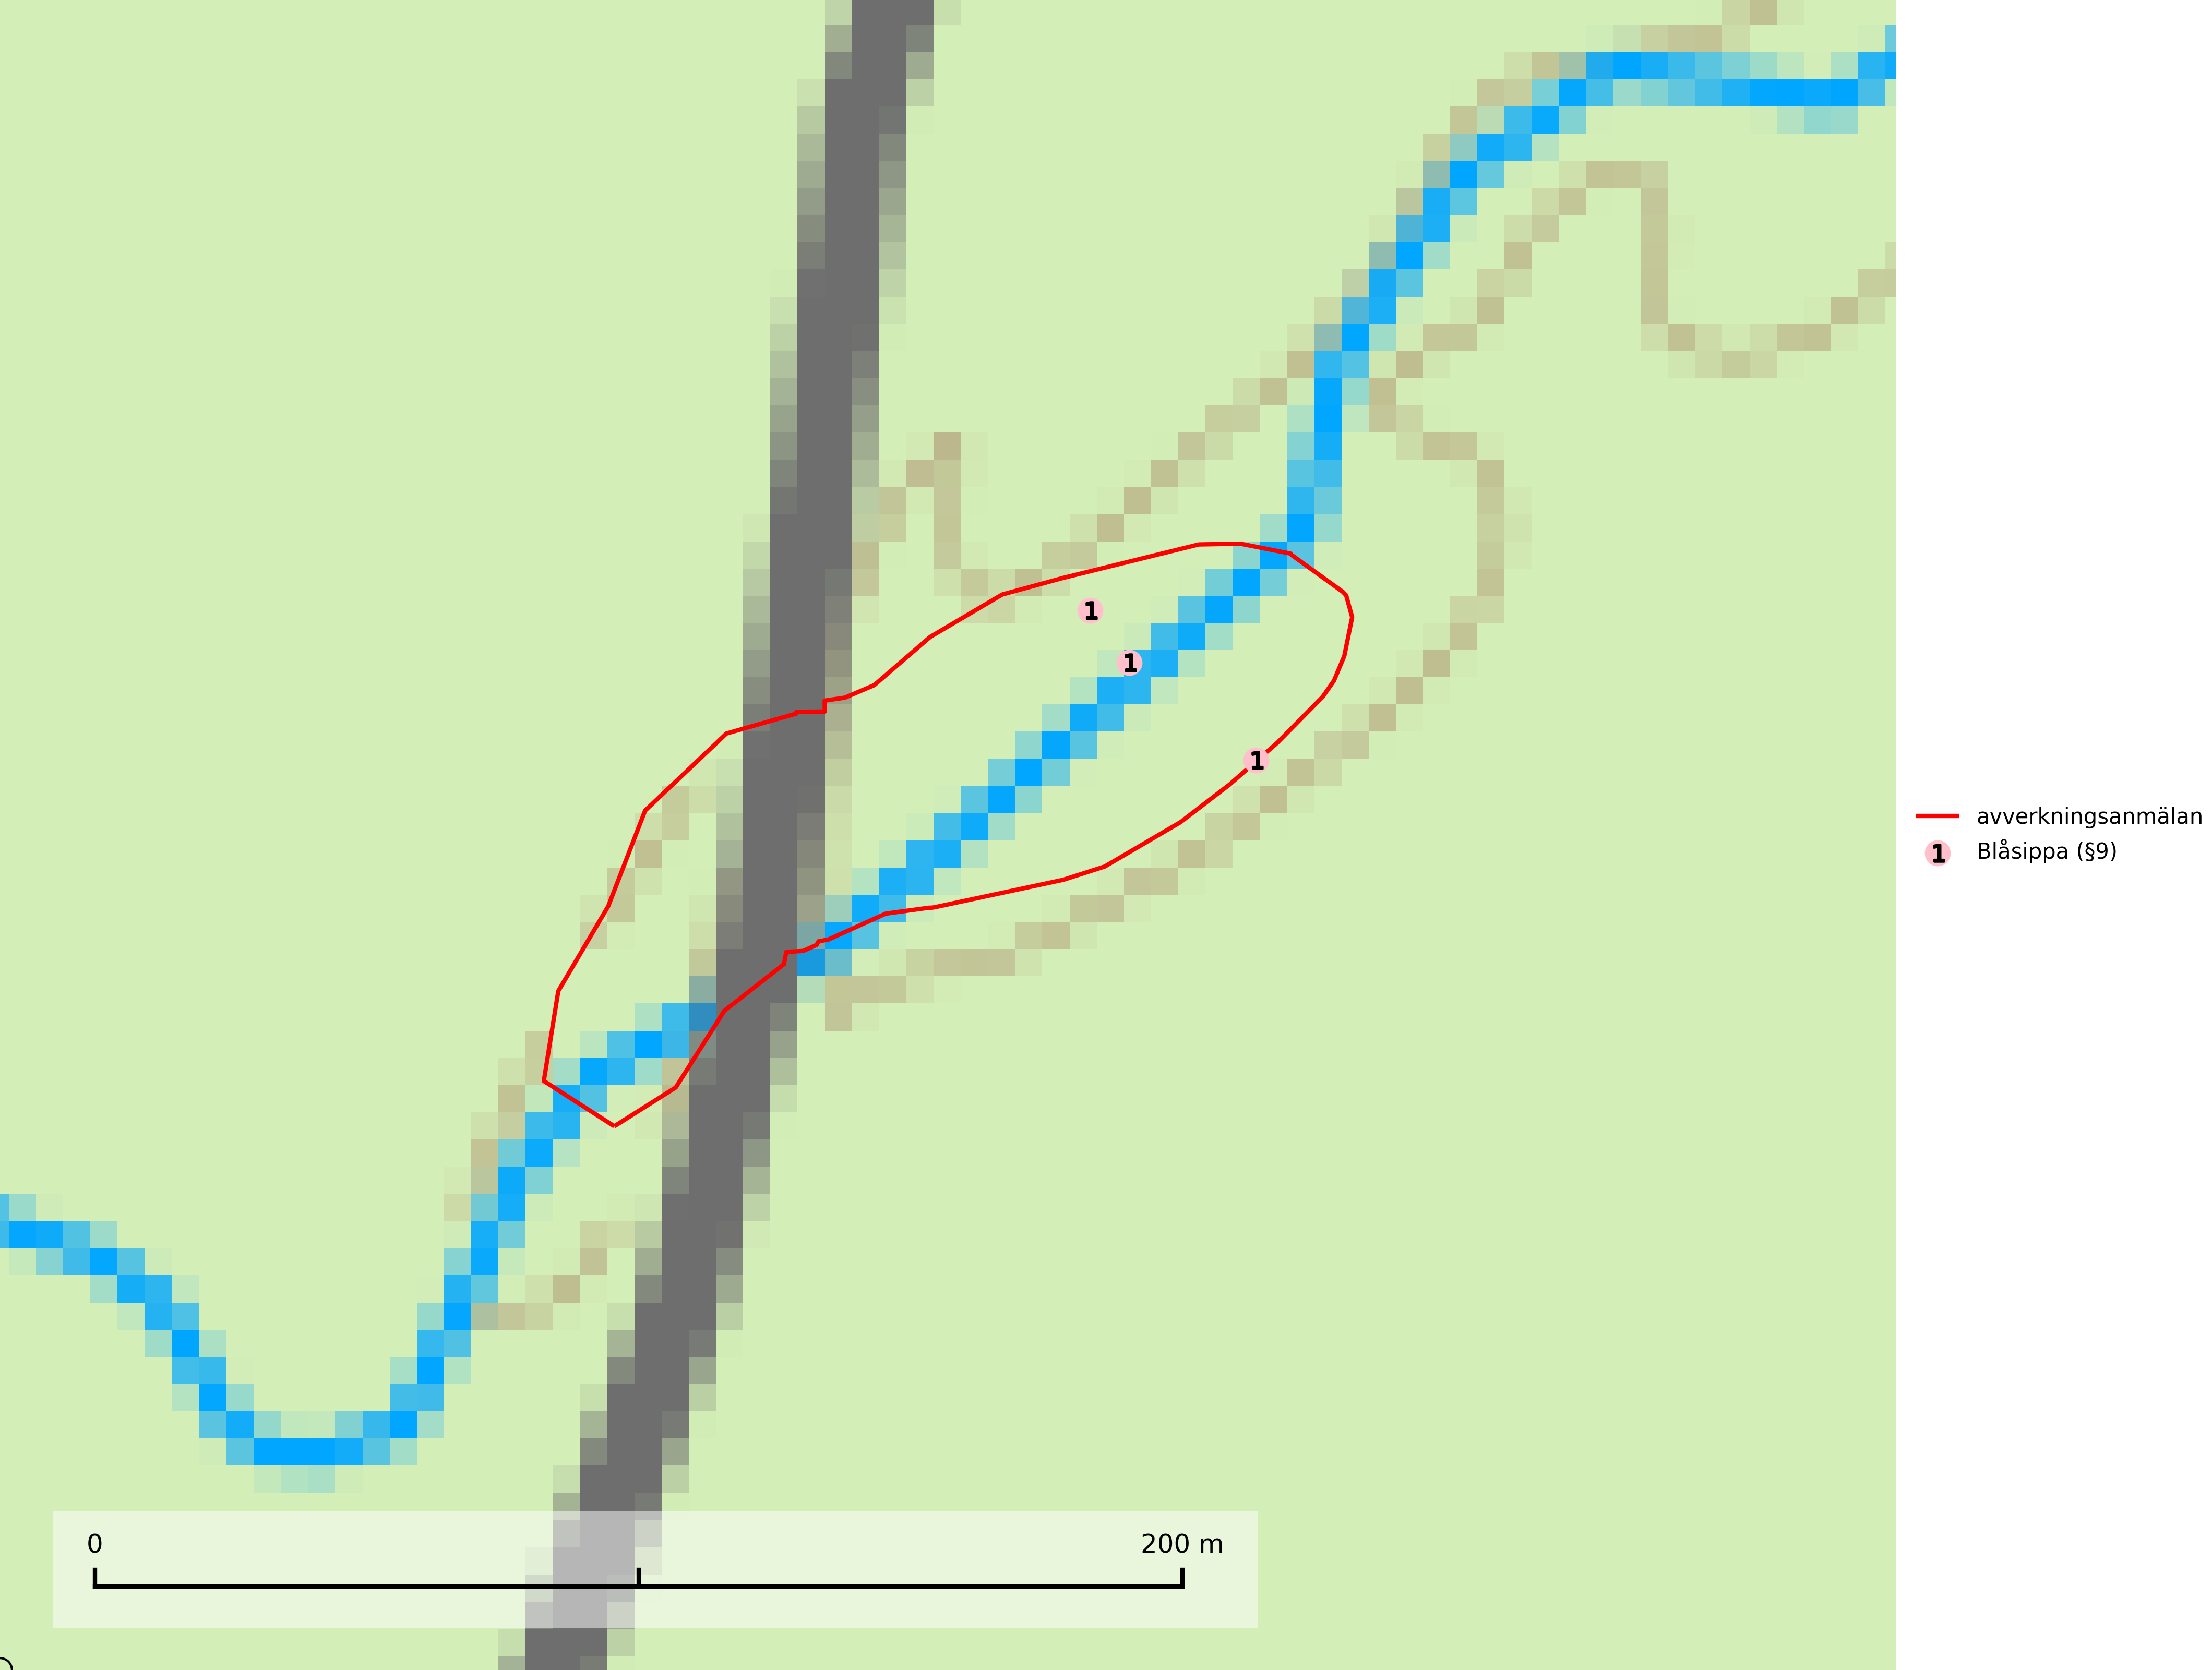 1
1
1
avverkningsanmälan
1 Blåsippa (§9)
0 200 m